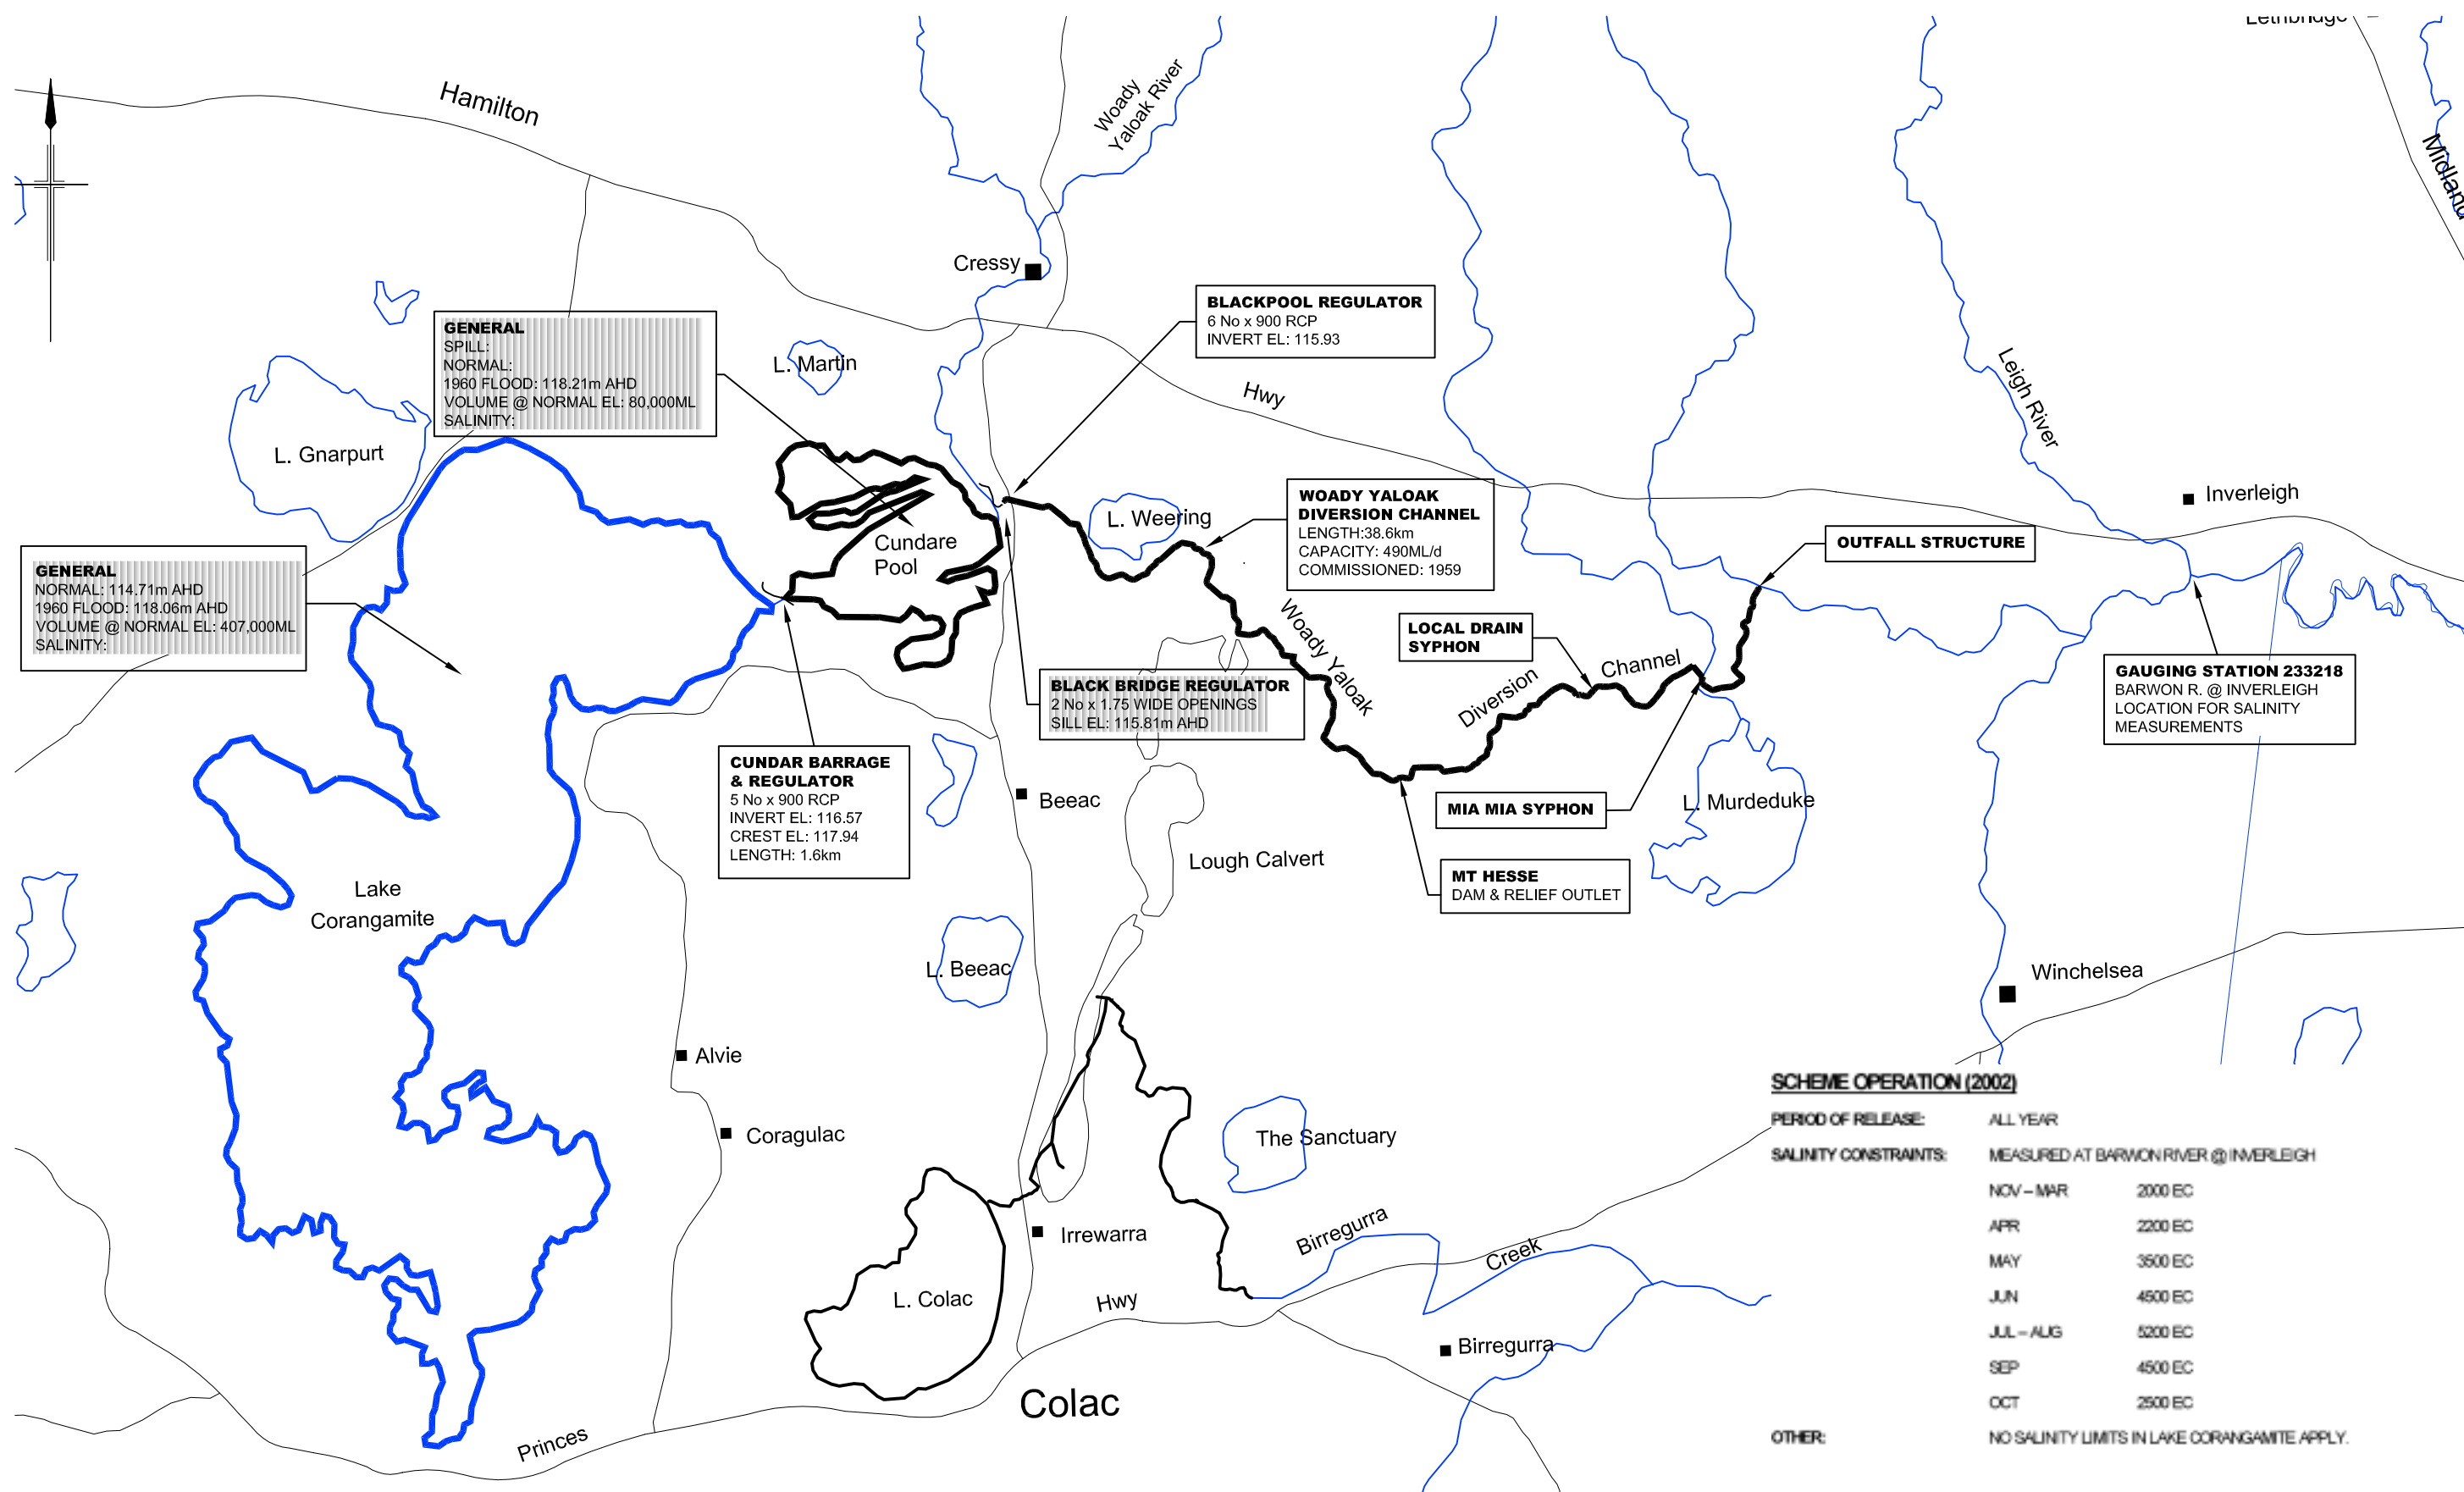 Hamilton
Woady
Yaloak River
Midland
Cressy
BLACKPOOL REGULATOR
6 No x 900 RCP
INVERT EL: 115.93
GENERAL
SPILL:
NORMAL:
1960 FLOOD: 118.21m AHD
VOLUME @ NORMAL EL: 80,000ML
SALINITY:
L. Martin
Hwy
Leigh River
L. Gnarpurt
Inverleigh
L. Weering
WOADY YALOAK
DIVERSION CHANNEL
LENGTH:38.6km
CAPACITY: 490ML/d
COMMISSIONED: 1959
OUTFALL STRUCTURE
Cundare
Pool
GENERAL
NORMAL: 114.71m AHD
1960 FLOOD: 118.06m AHD
VOLUME @ NORMAL EL: 407,000ML
SALINITY:
Woady Yaloak
Diversion
Channel
LOCAL DRAIN
SYPHON
GAUGING STATION 233218
BARWON R. @ INVERLEIGH
LOCATION FOR SALINITY
MEASUREMENTS
BLACK BRIDGE REGULATOR
2 No x 1.75 WIDE OPENINGS
SILL EL: 115.81m AHD
CUNDAR BARRAGE
& REGULATOR
5 No x 900 RCP
INVERT EL: 116.57
CREST EL: 117.94
LENGTH: 1.6km
Beeac
MIA MIA SYPHON
L. Murdeduke
Lough Calvert
MT HESSE
DAM & RELIEF OUTLET
Lake
Corangamite
L. Beeac
Winchelsea
Alvie
Coragulac
The Sanctuary
Irrewarra
Birregurra
Creek
L. Colac
Hwy
Birregurra
Colac
Princes
SCHEME OPERATION (2002)
PERIOD OF RELEASE: ALL YEAR
SALINITY CONSTRAINTS: MEASURED AT BARWON RIVER @ INVERLEIGH
NOV – MAR 2000 EC
APR 2200 EC
MAY 3500 EC
JUN 4500 EC
JUL – AUG 5200 EC
SEP 4500 EC
OCT 2500 EC
OTHER: NO SALINITY LIMITS IN LAKE CORANGAMITE APPLY.